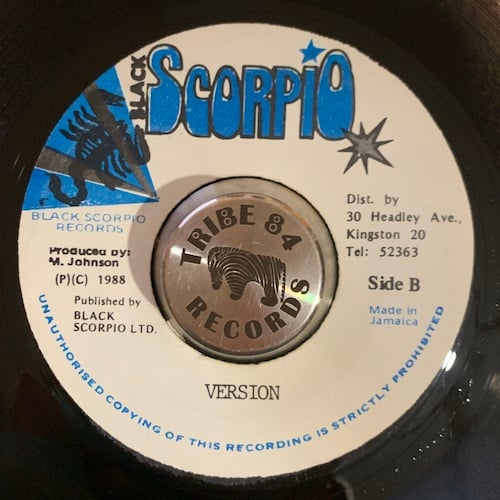 BLACK
SCORPIO
BLACK SCORPIO
RECORDS
Produced by:
M. Johnson
(P)(C) 1988
Published by
BLACK
SCORPIO LTD.
TRIBE 84
RECORDS
Dist. by
30 Headley Ave.,
Kingston 20
Tel: 52363
Side B
Made in
Jamaica
VERSION
UNAUTHORISED COPYING OF THIS RECORDING IS STRICTLY PROHIBITED